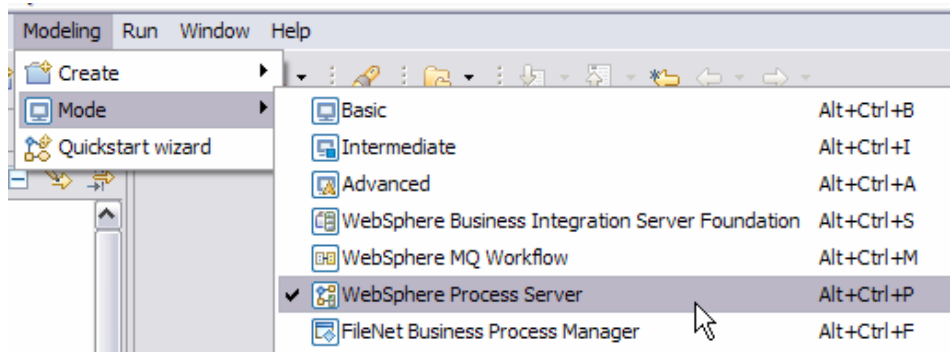 Modeling Run Window Help
Create
Mode
Quickstart wizard
Basic Alt+Ctrl+B
Intermediate Alt+Ctrl+I
Advanced Alt+Ctrl+A
WebSphere Business Integration Server Foundation Alt+Ctrl+S
WebSphere MQ Workflow Alt+Ctrl+M
WebSphere Process Server Alt+Ctrl+P
FileNet Business Process Manager Alt+Ctrl+F